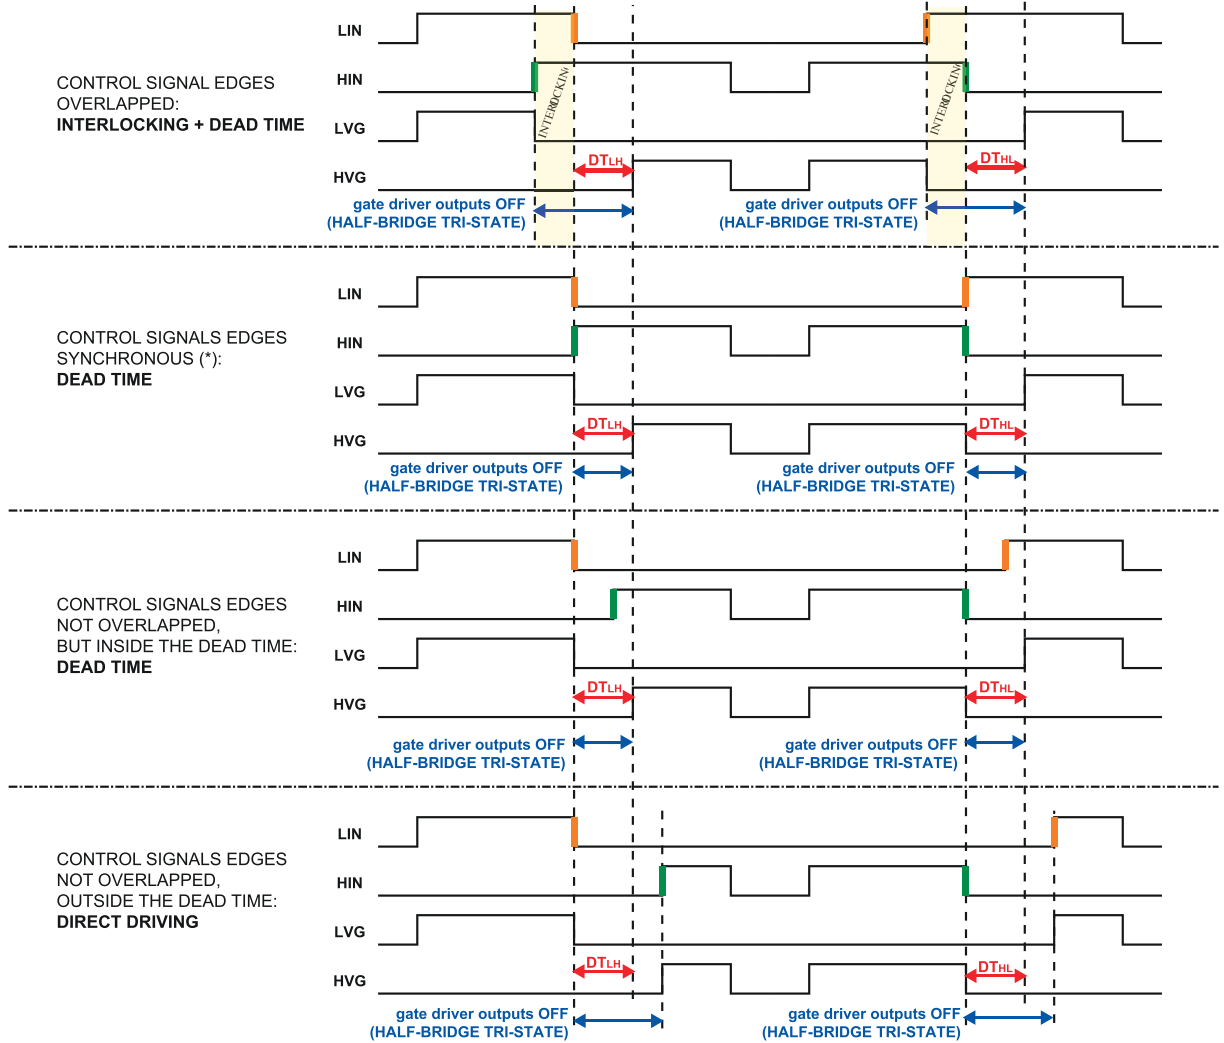 LIN
HIN
LVG
HVG
CONTROL SIGNAL EDGES
OVERLAPPED:
INTERLOCKING + DEAD TIME
INTERLOCKING
INTERLOCKING
DTLH
DTHL
gate driver outputs OFF
(HALF-BRIDGE TRI-STATE)
gate driver outputs OFF
(HALF-BRIDGE TRI-STATE)
LIN
HIN
LVG
HVG
CONTROL SIGNALS EDGES
SYNCHRONOUS (*):
DEAD TIME
DTLH
DTHL
gate driver outputs OFF
(HALF-BRIDGE TRI-STATE)
gate driver outputs OFF
(HALF-BRIDGE TRI-STATE)
LIN
HIN
LVG
HVG
CONTROL SIGNALS EDGES
NOT OVERLAPPED,
BUT INSIDE THE DEAD TIME:
DEAD TIME
DTLH
DTHL
gate driver outputs OFF
(HALF-BRIDGE TRI-STATE)
gate driver outputs OFF
(HALF-BRIDGE TRI-STATE)
LIN
HIN
LVG
HVG
CONTROL SIGNALS EDGES
NOT OVERLAPPED,
OUTSIDE THE DEAD TIME:
DIRECT DRIVING
DTLH
DTHL
gate driver outputs OFF
(HALF-BRIDGE TRI-STATE)
gate driver outputs OFF
(HALF-BRIDGE TRI-STATE)